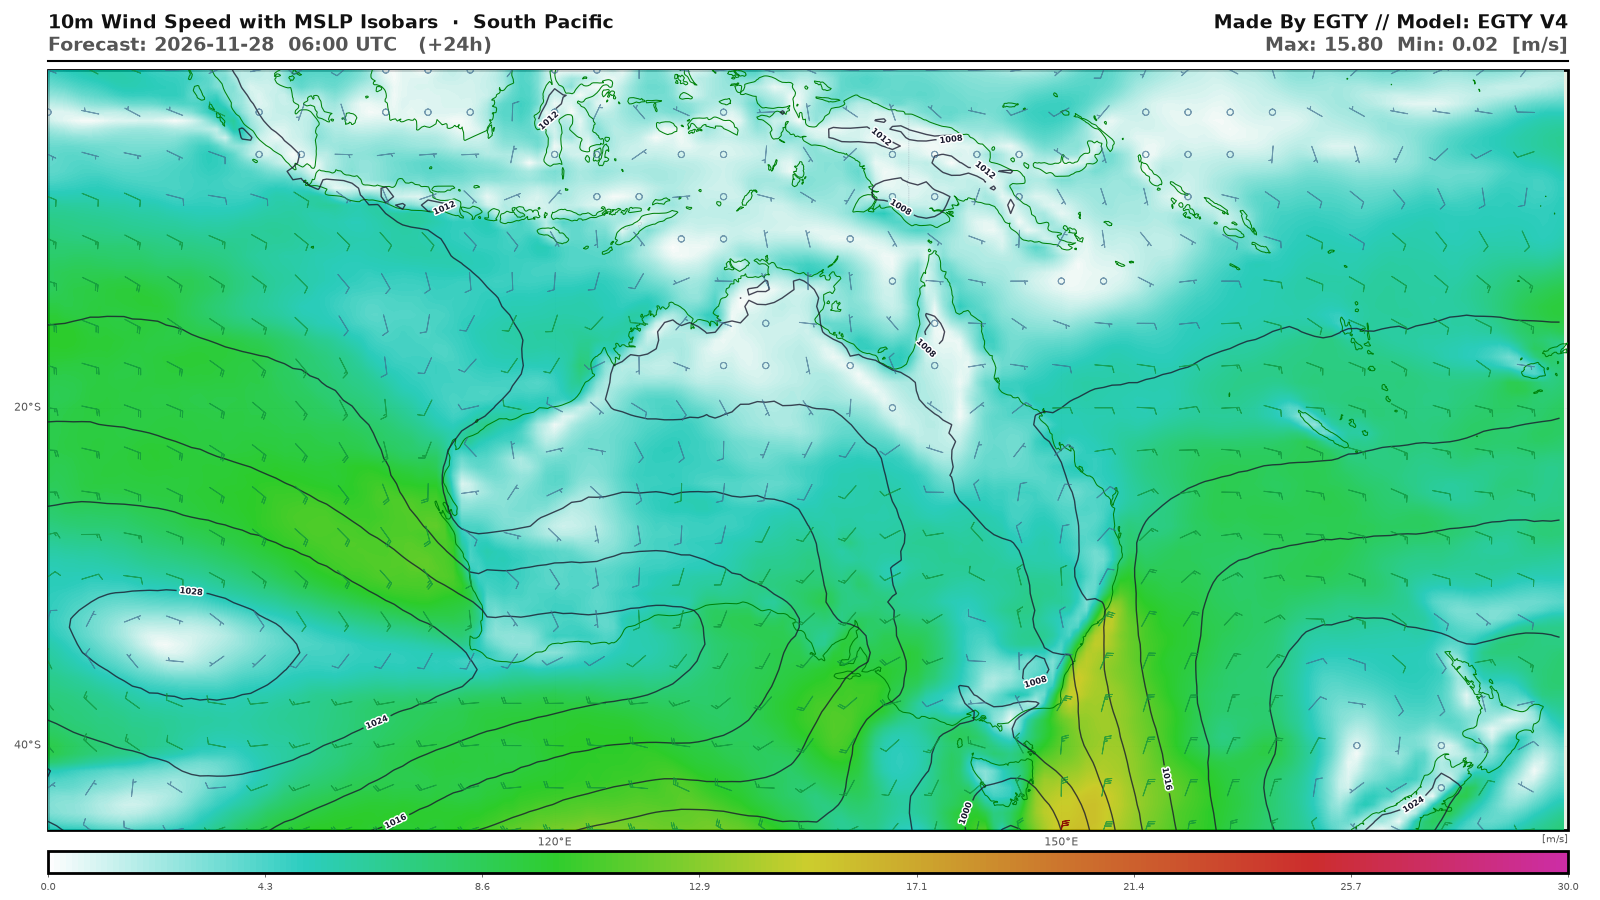 10m Wind Speed with MSLP Isobars · South Pacific
Made By EGTY // Model: EGTY V4
Forecast: 2026-11-28 06:00 UTC (+24h)
Max: 15.80 Min: 0.02 [m/s]
1012
1012
1008
1012
1012
1008
1008
20°S
1028
1008
1024
40°S
1016
1024
1000
1016
120°E
150°E
[m/s]
0.0
4.3
8.6
12.9
17.1
21.4
25.7
30.0